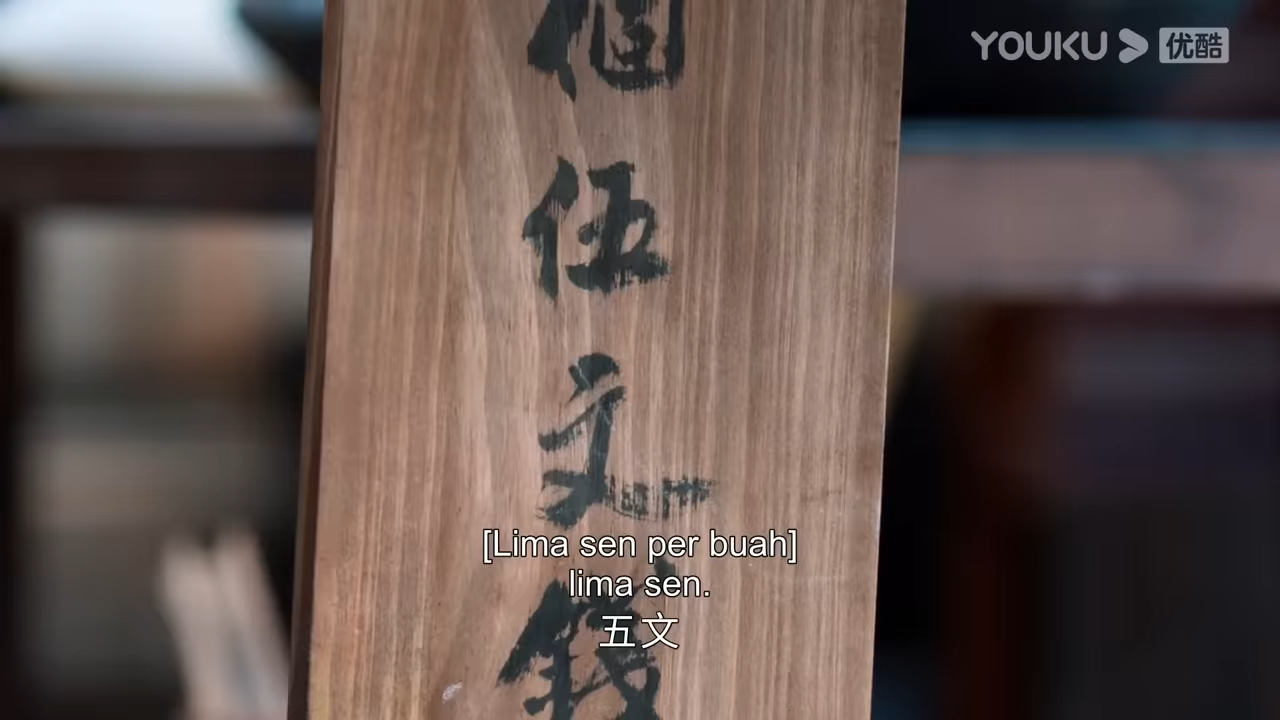 YOUKU 优酷
個
伍
文
錢
[Lima sen per buah]
lima sen.
五文